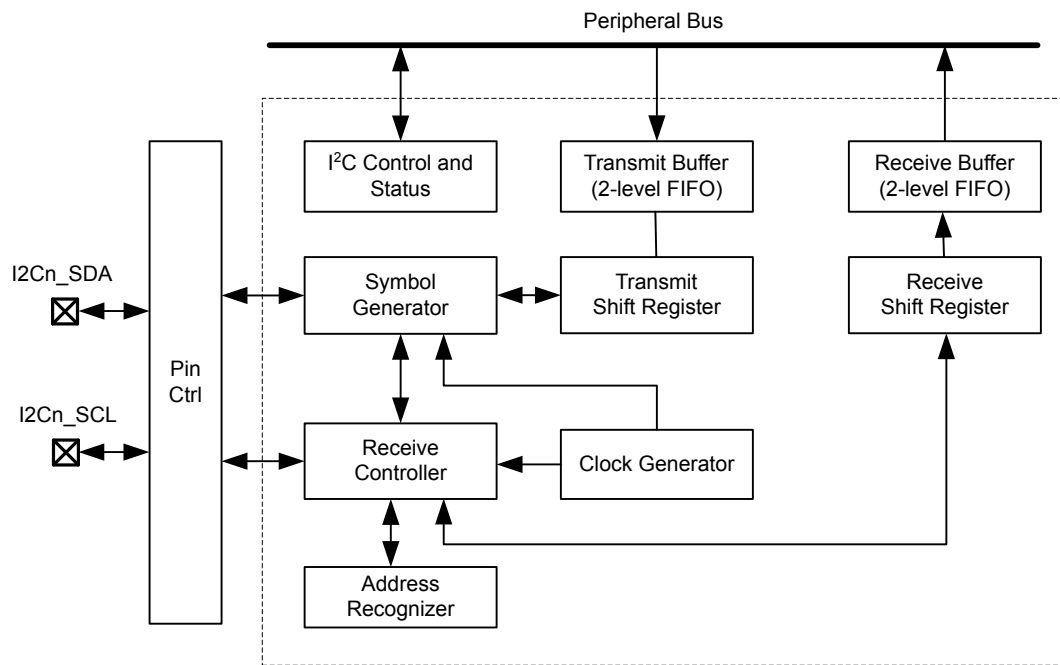 Peripheral Bus
I²C Control and
Status
Transmit Buffer
(2-level FIFO)
Receive Buffer
(2-level FIFO)
I2Cn_SDA
Symbol
Generator
Transmit
Shift Register
Receive
Shift Register
Pin
Ctrl
I2Cn_SCL
Receive
Controller
Clock Generator
Address
Recognizer